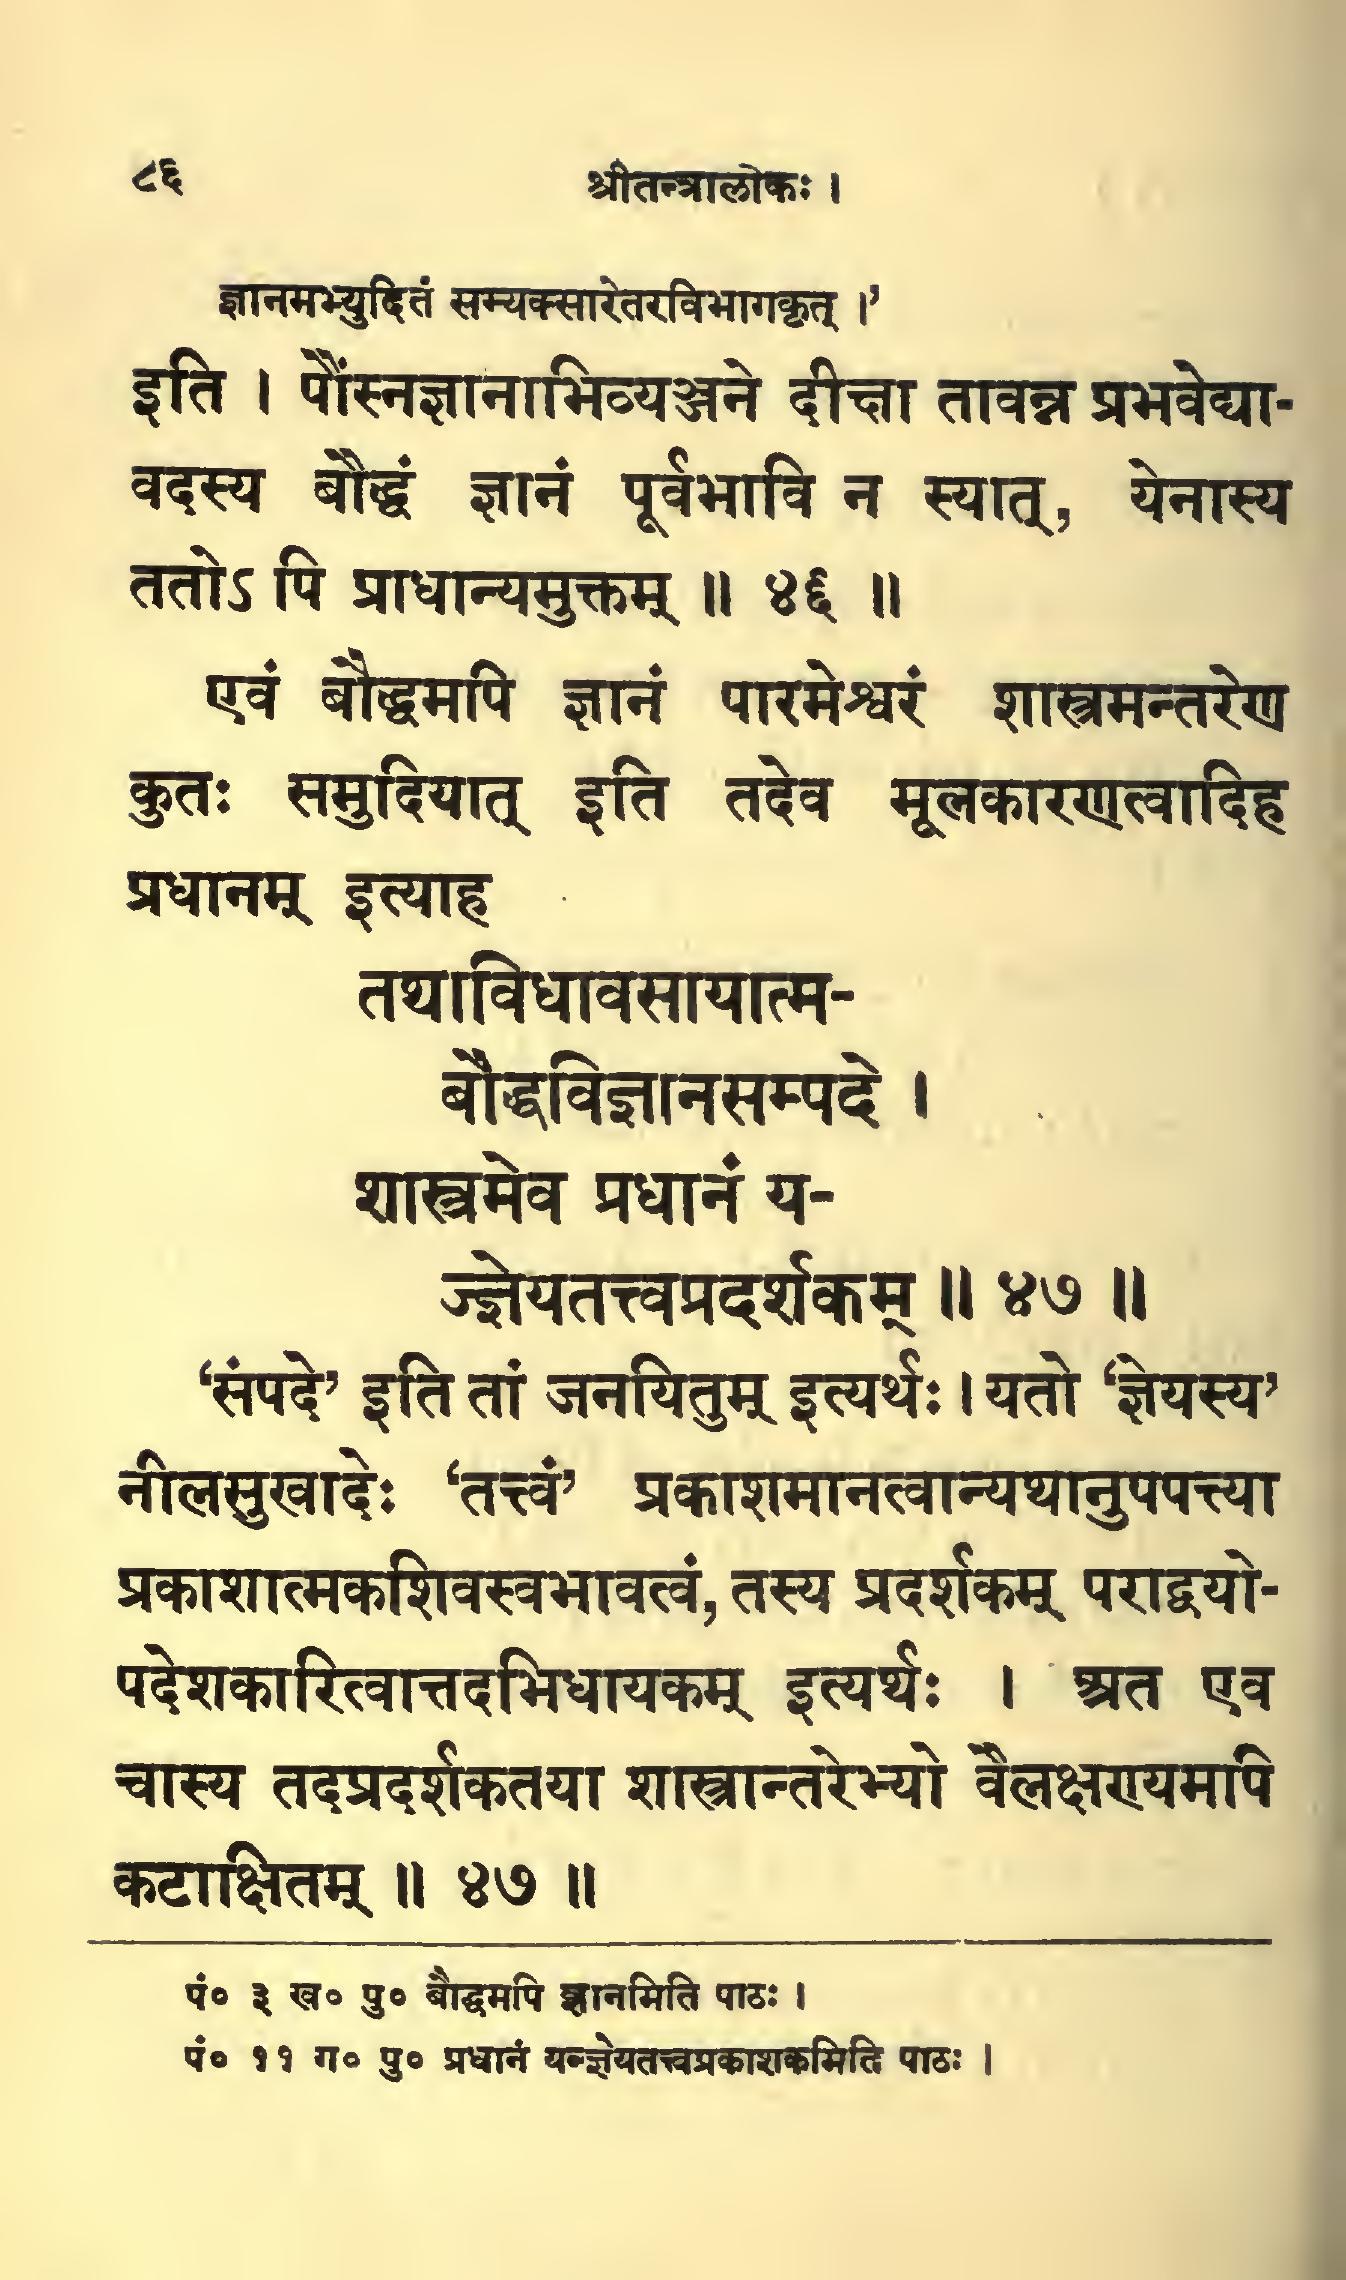 ८६
श्रीतन्त्रालोकः ।
ज्ञानमभ्युदितं सम्यक्सारेतरविभागकृत् ।’
इति । पौंस्नज्ञानाभिव्यञ्जने दीक्षा तावन्न प्रभवेद्या-
वदस्य बौद्धं ज्ञानं पूर्वभावि न स्यात्, येनास्य
ततोऽपि प्राधान्यमुक्तम् ॥ ४६ ॥
एवं बौद्धमपि ज्ञानं पारमेश्वरं शास्त्रमन्तरेण
कुतः समुदियात् इति तदेव मूलकारणत्वादिह
प्रधानम् इत्याह
तथाविधावसायात्म-
बौद्धविज्ञानसम्पदे ।
शास्त्रमेव प्रधानं य-
ज्ज्ञेयतत्त्वप्रदर्शकम् ॥ ४७ ॥
‘संपदे’ इति तां जनयितुम् इत्यर्थः । यतो ‘ज्ञेयस्य’
नीलसुखादेः ‘तत्त्वं’ प्रकाशमानत्वान्यथानुपपत्त्या
प्रकाशात्मकशिवस्वभावत्वं, तस्य प्रदर्शकम् पराद्वयो-
पदेशकारित्वात्तदभिधायकम् इत्यर्थः । अत एव
चास्य तदप्रदर्शकतया शास्त्रान्तरेभ्यो वैलक्षण्यमपि
कटाक्षितम् ॥ ४७ ॥
पं० ३ ख० पु० बौद्धमपि ज्ञानमिति पाठः ।
पं० ११ ग० पु० प्रधानं यज्ज्ञेयतत्त्वप्रकाशकमिति पाठः ।